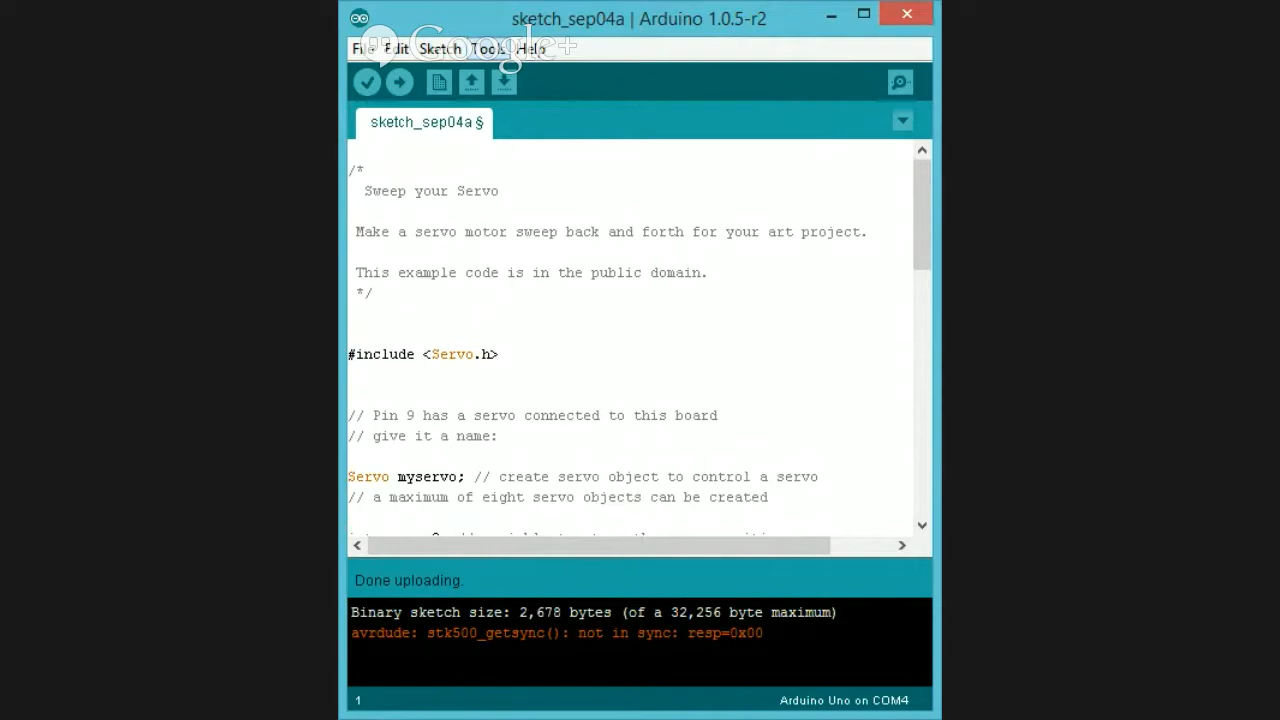 sketch_sep04a | Arduino 1.0.5-r2
File Edit Sketch Tools Help
Google+
sketch_sep04a §
/*
Sweep your Servo
Make a servo motor sweep back and forth for your art project.
This example code is in the public domain.
*/
#include <Servo.h>
// Pin 9 has a servo connected to this board
// give it a name:
Servo myservo; // create servo object to control a servo
// a maximum of eight servo objects can be created
Done uploading.
Binary sketch size: 2,678 bytes (of a 32,256 byte maximum)
avrdude: stk500_getsync(): not in sync: resp=0x00
1
Arduino Uno on COM4